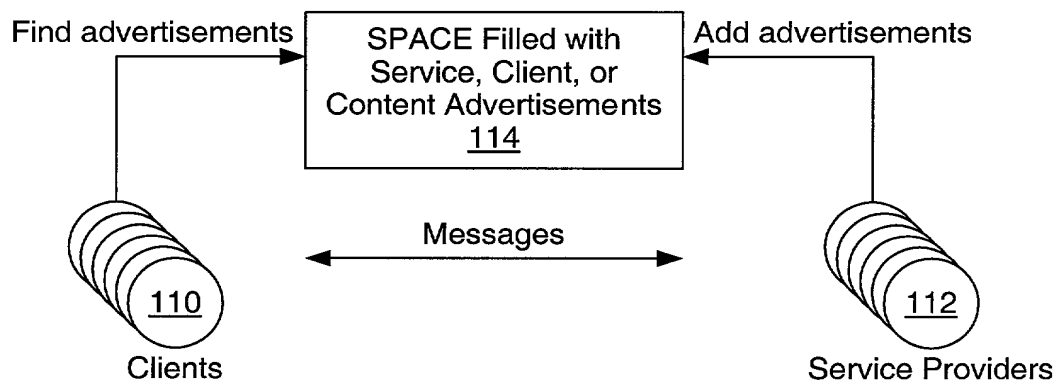 Find advertisements
SPACE Filled with
Service, Client, or
Content Advertisements
114
Add advertisements
Messages
110
Clients
112
Service Providers